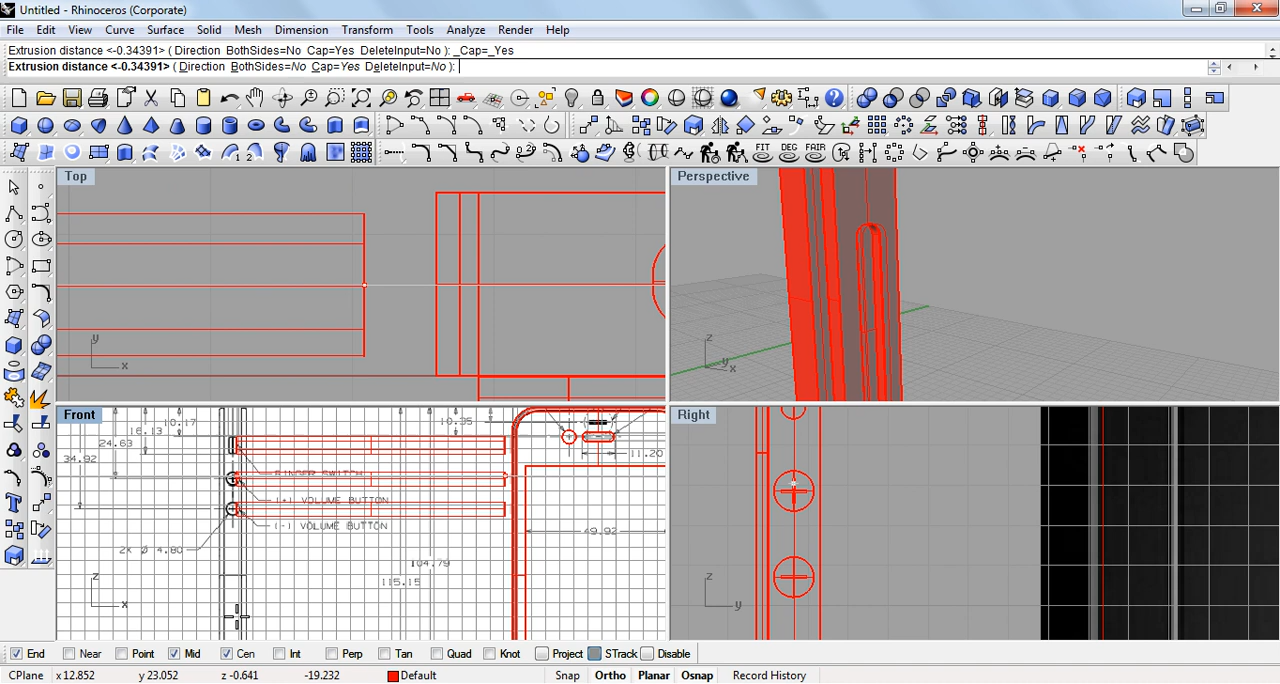 Untitled - Rhinoceros (Corporate)
File Edit View Curve Surface Solid Mesh Dimension Transform Tools Analyze Render Help
Extrusion distance <-0.34391> ( Direction BothSides=No Cap=Yes DeleteInput=No ): _Cap=_Yes
Extrusion distance <-0.34391> ( Direction BothSides=No Cap=Yes DeleteInput=No ):
FIT DEG FAIR
Top
y
x
Perspective
z
y
x
Front
10.17
16.13
24.63
34.92
10.35
11.20
RINGER SWITCH
(+) VOLUME BUTTON
(-) VOLUME BUTTON
2X Ø 4.80
49.92
104.79
115.15
z
x
Right
z
y
End Near Point Mid Cen Int Perp Tan Quad Knot Project STrack Disable
CPlane x 12.852 y 23.052 z -0.641 -19.232 Default Snap Ortho Planar Osnap Record History